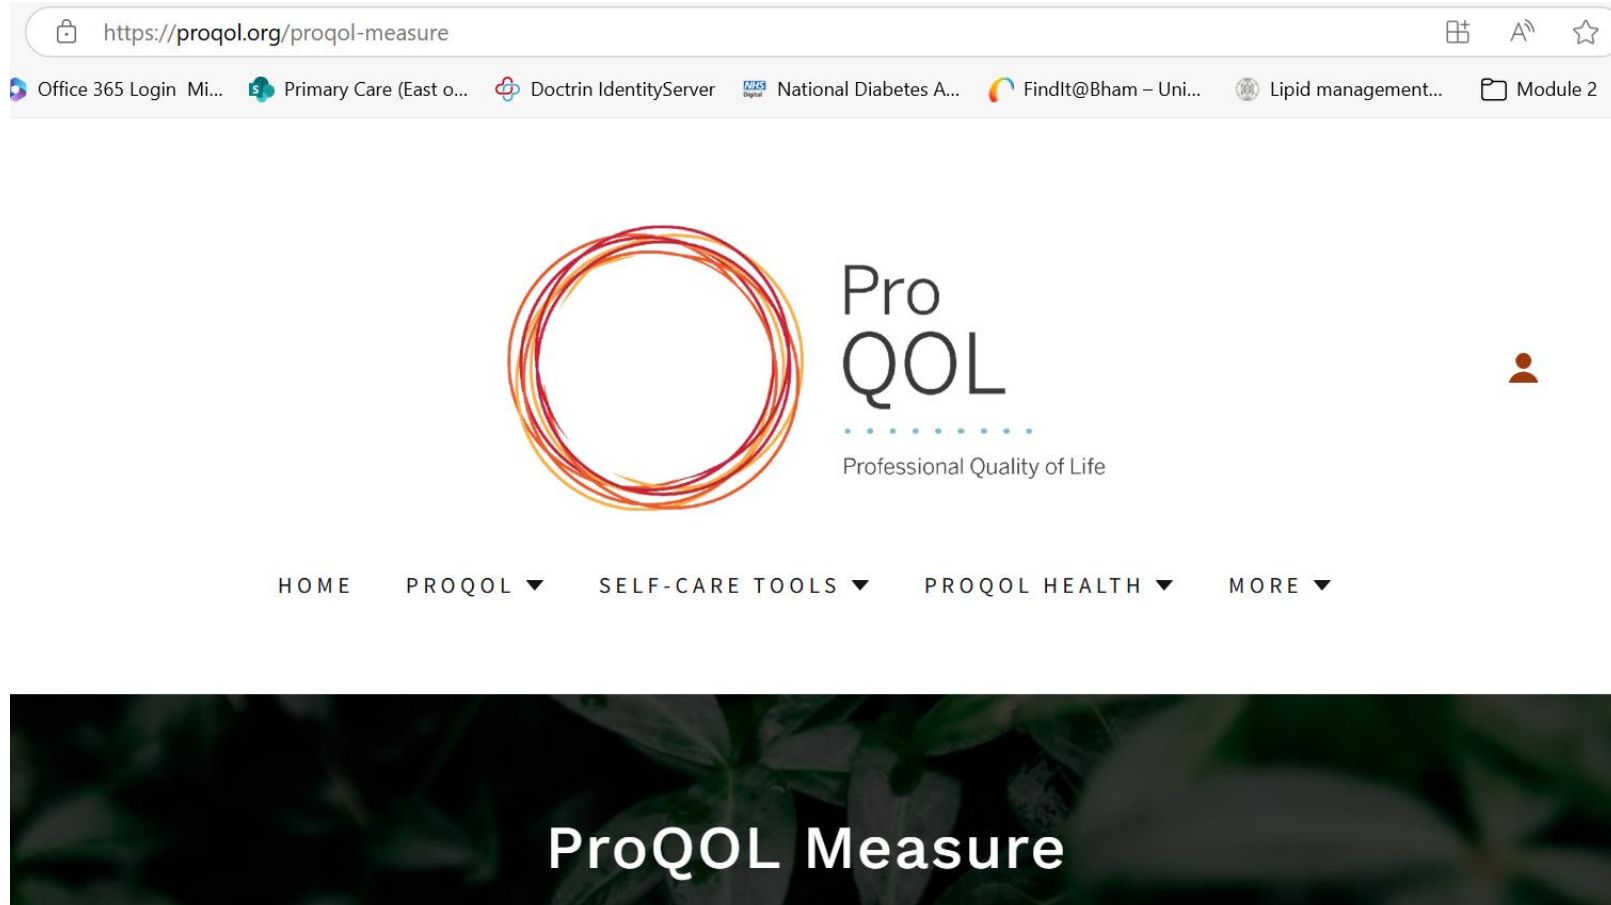 https://proqol.org/proqol-measure
Office 365 Login Mi... Primary Care (East o... Doctrin IdentityServer NHS Digital National Diabetes A... FindIt@Bham – Uni... Lipid management... Module 2
Pro
QOL
Professional Quality of Life
HOME PROQOL SELF-CARE TOOLS PROQOL HEALTH MORE
ProQOL Measure